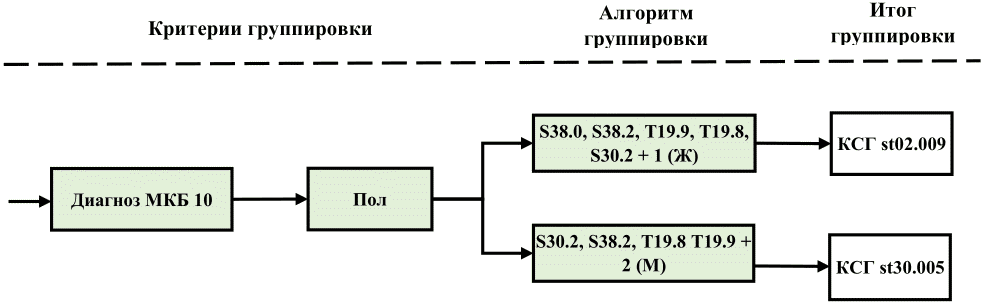 Критерии группировки
Алгоритм
группировки
Итог
группировки
Диагноз МКБ 10
Пол
S38.0, S38.2, T19.9, T19.8,
S30.2 + 1 (Ж)
КСГ st02.009
S30.2, S38.2, T19.8 T19.9 +
2 (М)
КСГ st30.005